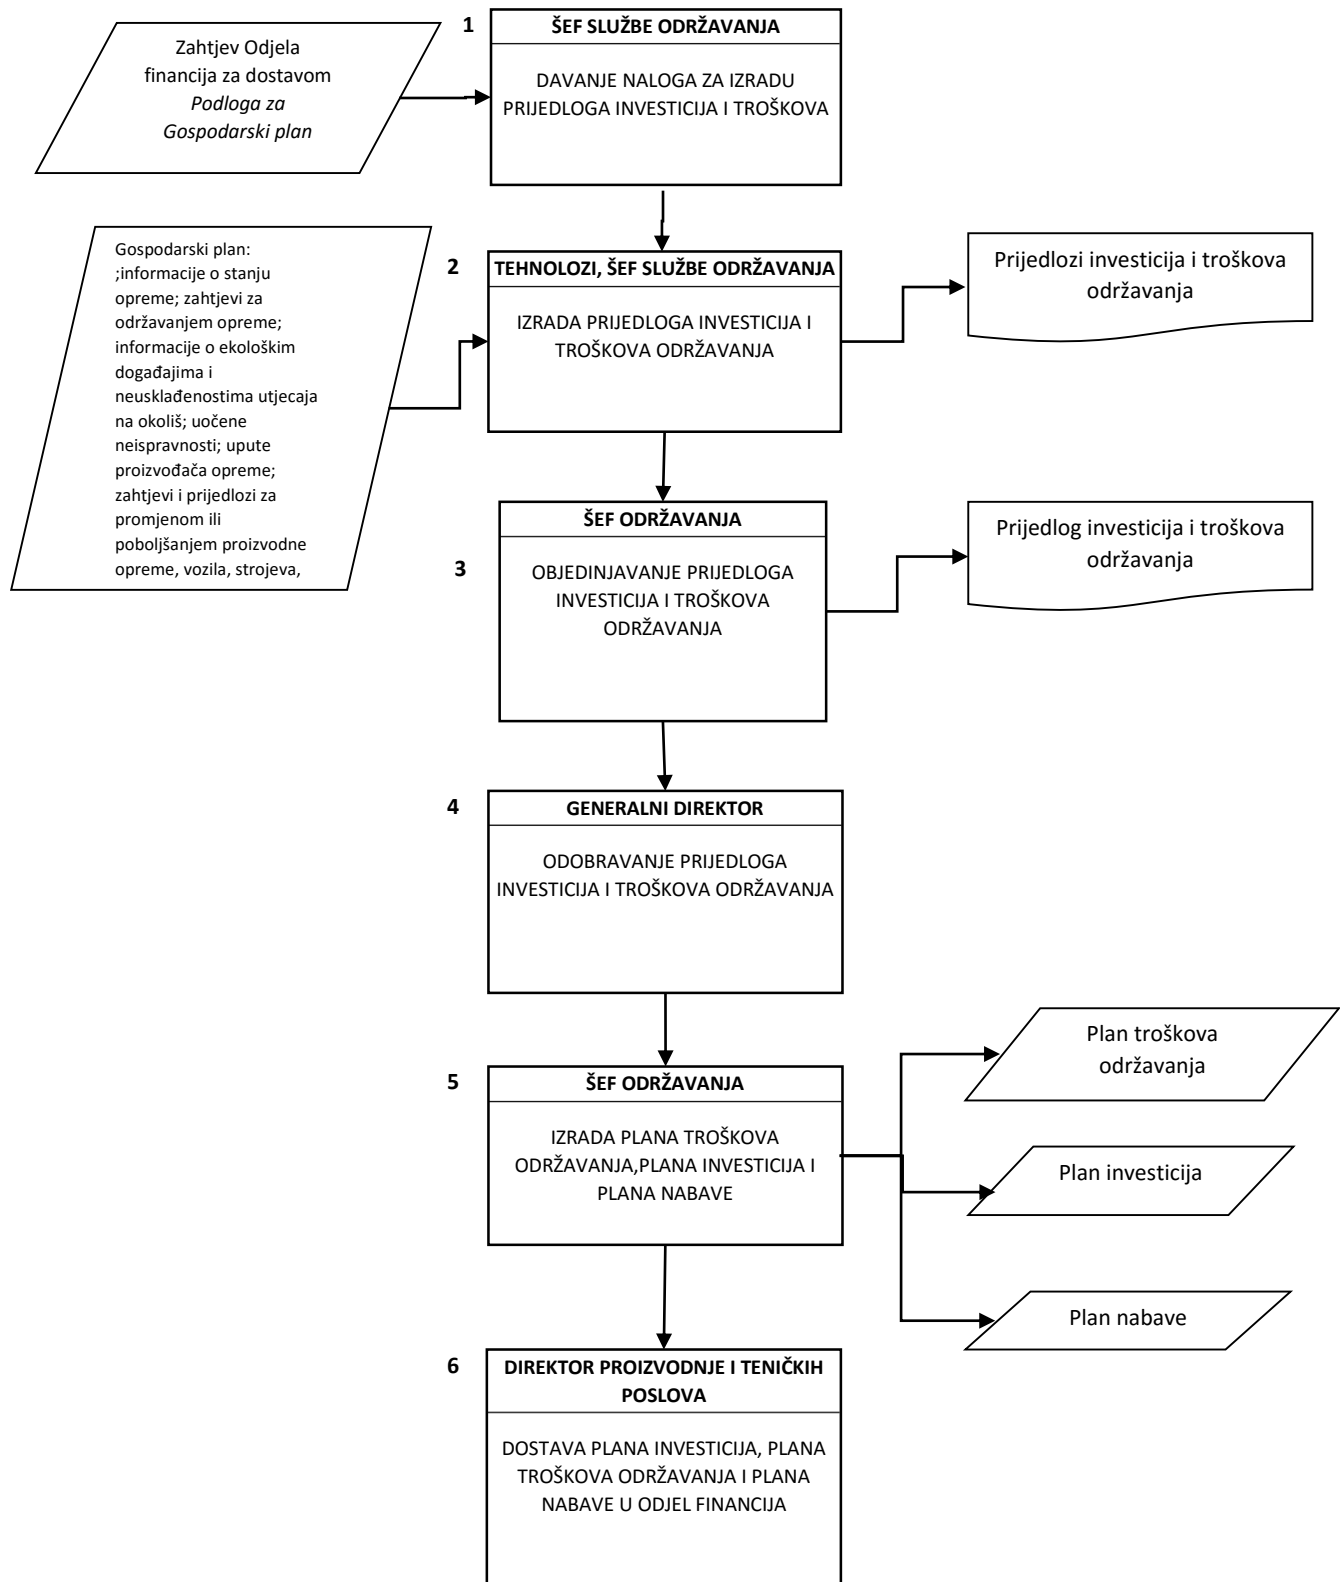 Zahtjev Odjela
financija za dostavom
Podloga za
Gospodarski plan
1
ŠEF SLUŽBE ODRŽAVANJA
DAVANJE NALOGA ZA IZRADU
PRIJEDLOGA INVESTICIJA I TROŠKOVA
Gospodarski plan:
;informacije o stanju
opreme; zahtjevi za
održavanjem opreme;
informacije o ekološkim
događajima i
neusklađenostima utjecaja
na okoliš; uočene
neispravnosti; upute
proizvođača opreme;
zahtjevi i prijedlozi za
promjenom ili
poboljšanjem proizvodne
opreme, vozila, strojeva,
2
TEHNOLOZI, ŠEF SLUŽBE ODRŽAVANJA
IZRADA PRIJEDLOGA INVESTICIJA I
TROŠKOVA ODRŽAVANJA
Prijedlozi investicija i troškova
održavanja
3
ŠEF ODRŽAVANJA
OBJEDINJAVANJE PRIJEDLOGA
INVESTICIJA I TROŠKOVA
ODRŽAVANJA
Prijedlog investicija i troškova
održavanja
4
GENERALNI DIREKTOR
ODOBRAVANJE PRIJEDLOGA
INVESTICIJA I TROŠKOVA ODRŽAVANJA
5
ŠEF ODRŽAVANJA
IZRADA PLANA TROŠKOVA
ODRŽAVANJA,PLANA INVESTICIJA I
PLANA NABAVE
Plan troškova
održavanja
Plan investicija
Plan nabave
6
DIREKTOR PROIZVODNJE I TENIČKIH
POSLOVA
DOSTAVA PLANA INVESTICIJA, PLANA
TROŠKOVA ODRŽAVANJA I PLANA
NABAVE U ODJEL FINANCIJA